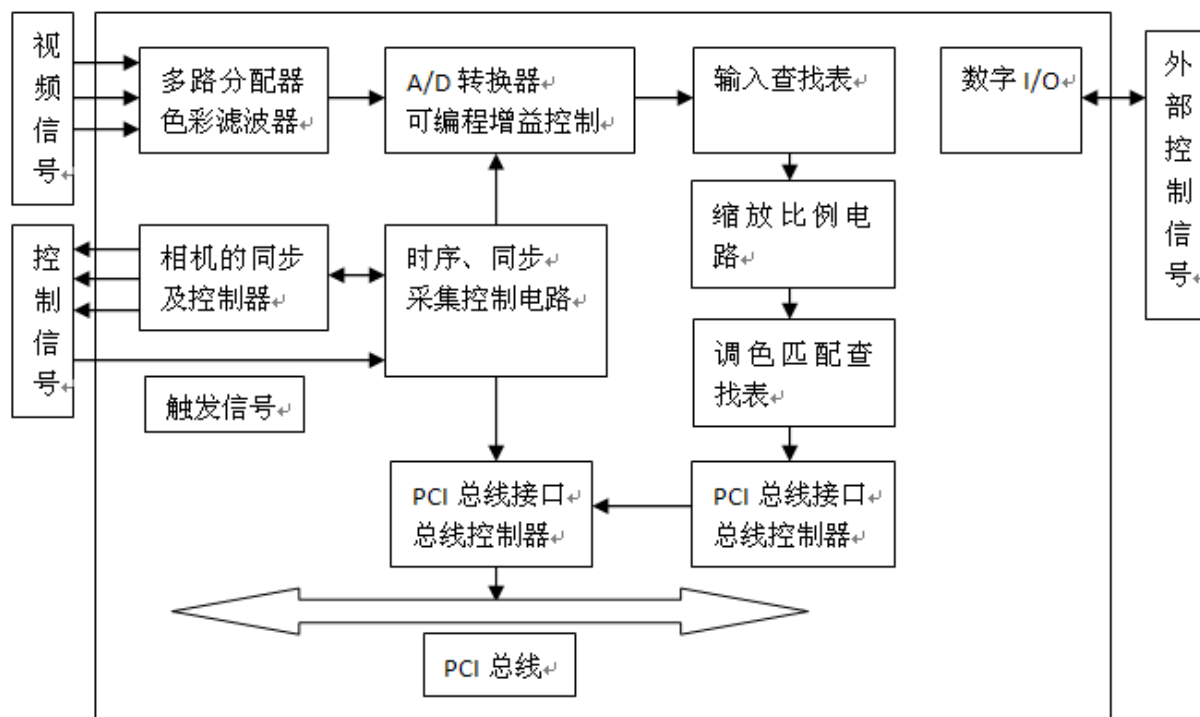 视
频
信
号
多路分配器
色彩滤波器
A/D 转换器
可编程增益控制
输入查找表
数字 I/O
外
部
控
制
信
号
缩放比例电
路
控
制
信
号
相机的同步
及控制器
时序、同步
采集控制电路
调色匹配查
找表
触发信号
PCI 总线接口
总线控制器
PCI 总线接口
总线控制器
PCI 总线